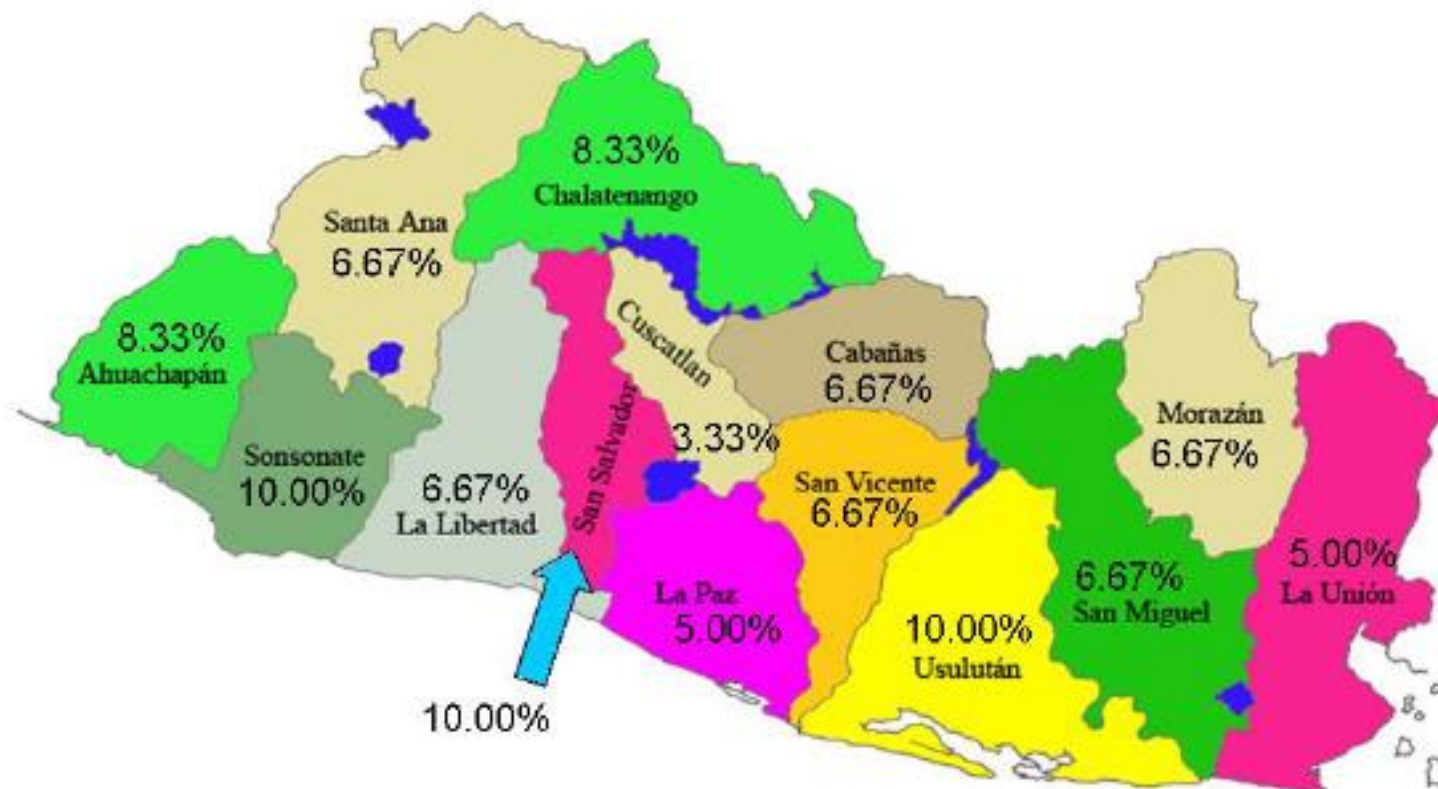 8.33%
Chalatenango
Santa Ana
6.67%
8.33%
Ahuachapán
Cuscatlan
3.33%
Cabañas
6.67%
Morazán
6.67%
Sonsonate
10.00%
6.67%
La Libertad
San Salvador
San Vicente
6.67%
5.00%
La Unión
6.67%
San Miguel
La Paz
5.00%
10.00%
Usulután
10.00%